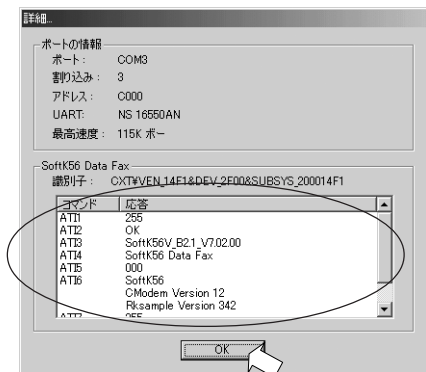 詳細...
ポートの情報
ポート： COM3
割り込み： 3
アドレス： C000
UART: NS 16550AN
最高速度： 115K ボー
SoftK56 Data Fax
識別子： CXT¥VEN_14F1&DEV_2F00&SUBSYS_200014F1
コマンド 応答
ATI1 255
ATI2 OK
ATI3 SoftK56V_B2.1_V7.02.00
ATI4 SoftK56 Data Fax
ATI5 000
ATI6 SoftK56
CModem Version 12
Rksample Version 342
ATI7 255
OK